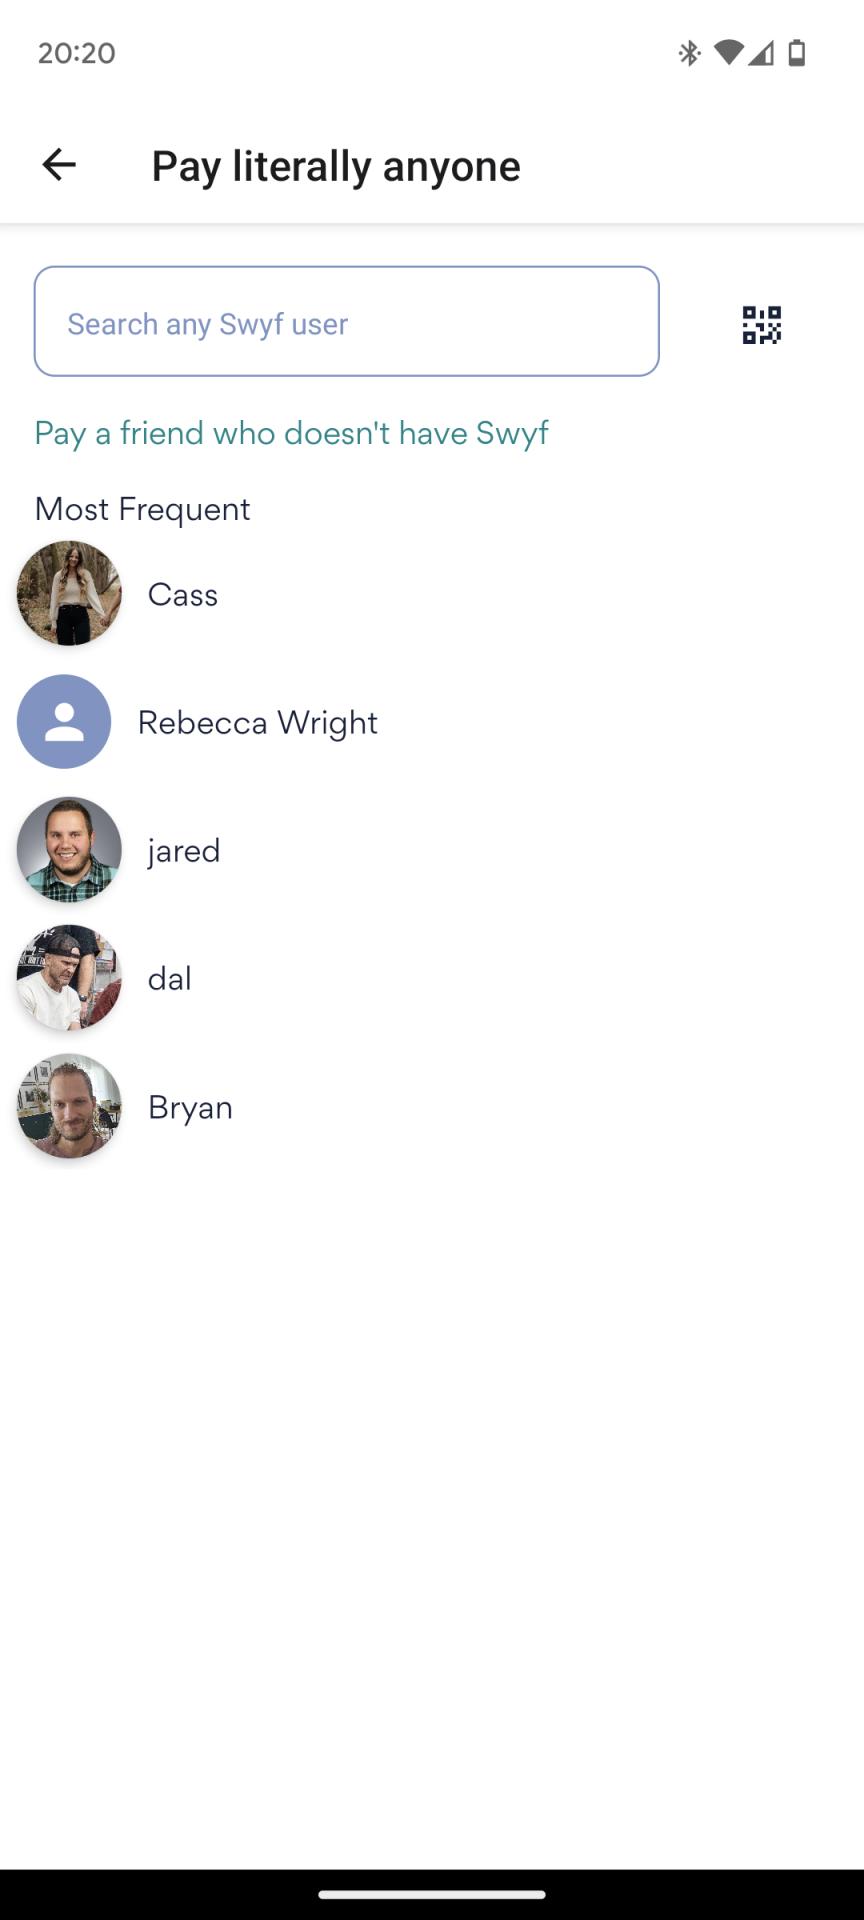 20:20
Pay literally anyone
Search any Swyf user
Pay a friend who doesn't have Swyf
Most Frequent
Cass
Rebecca Wright
jared
dal
Bryan